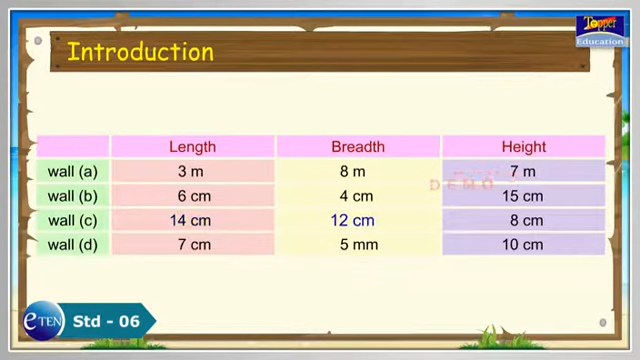 Topper
Education
Introduction
Length Breadth Height
wall (a) 3 m 8 m 7 m
DEMO
wall (b) 6 cm 4 cm 15 cm
wall (c) 14 cm 12 cm 8 cm
wall (d) 7 cm 5 mm 10 cm
eTEN Std - 06